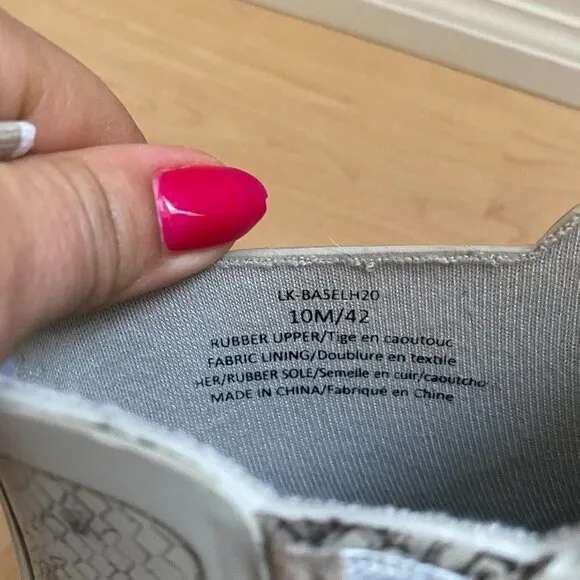 LK-BASELH20
10M/42
RUBBER UPPER/Tige en caoutouc
FABRIC LINING/Doublure en textile
HER/RUBBER SOLE/Semelle en cuir/caoutcho
MADE IN CHINA/Fabriqué en Chine